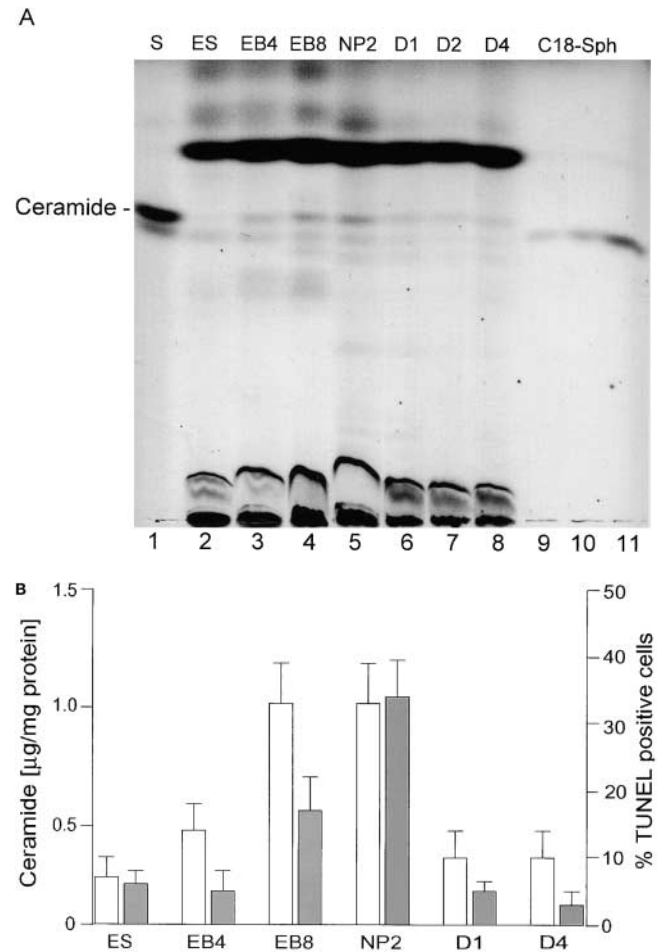 A
S ES EB4 EB8 NP2 D1 D2 D4 C18-Sph
Ceramide -
1 2 3 4 5 6 7 8 9 10 11
B
1.5
1.0
0.5
0
Ceramide [µg/mg protein]
50
40
30
20
10
0
% TUNEL positive cells
ES EB4 EB8 NP2 D1 D4